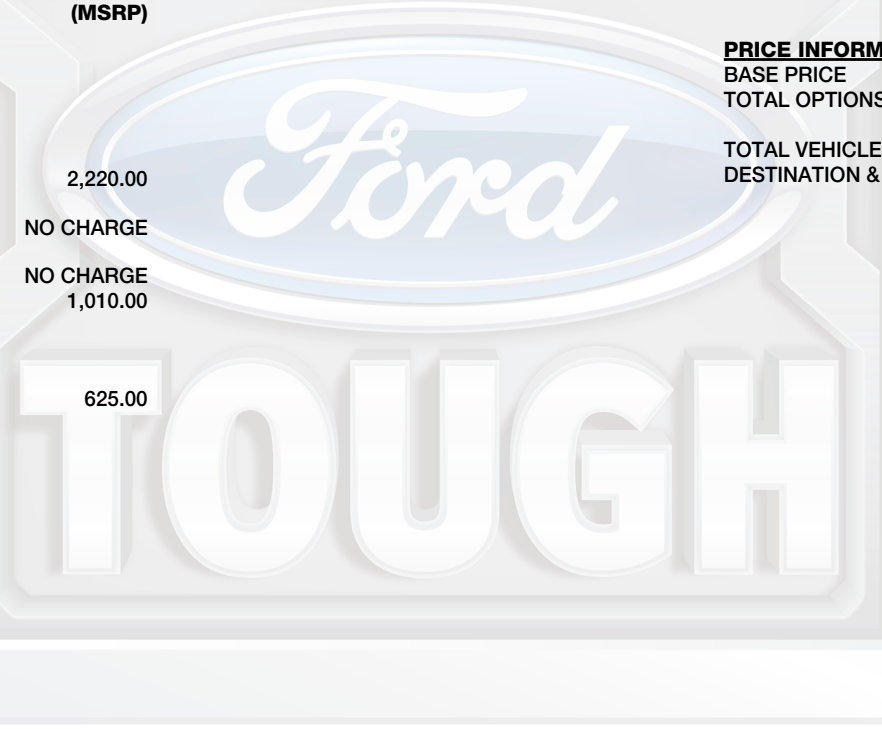 (MSRP)
2,220.00
NO CHARGE
NO CHARGE
1,010.00
625.00
PRICE INFORM
BASE PRICE
TOTAL OPTIONS
TOTAL VEHICLE
DESTINATION &
Ford
TOUGH